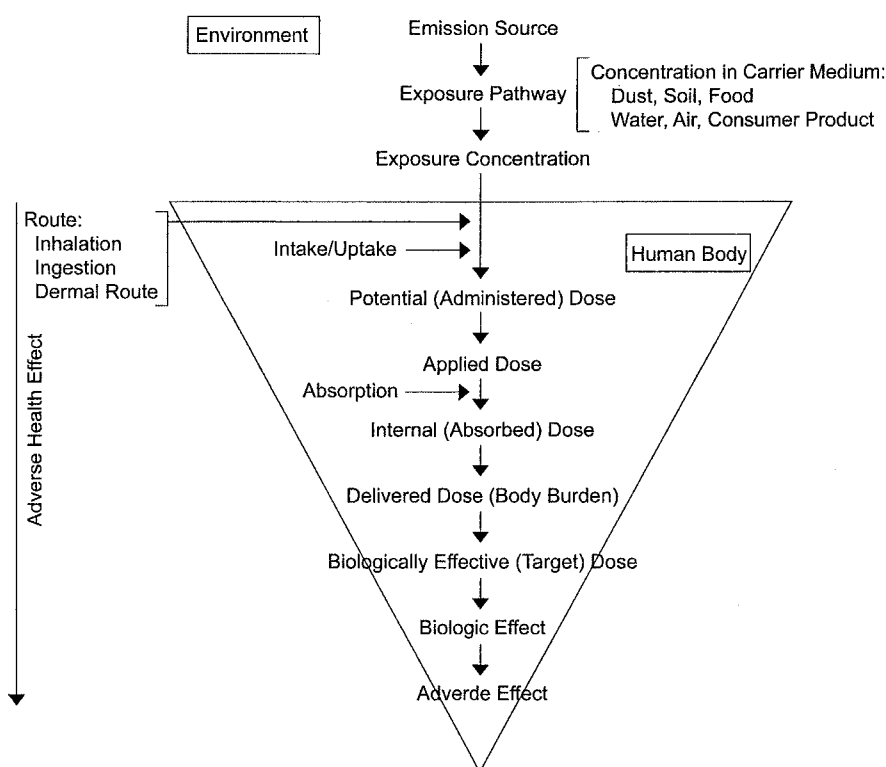 Environment
Emission Source
Exposure Pathway
Concentration in Carrier Medium:
Dust, Soil, Food
Water, Air, Consumer Product
Exposure Concentration
Route:
Inhalation
Ingestion
Dermal Route
Intake/Uptake
Human Body
Potential (Administered) Dose
Applied Dose
Absorption
Internal (Absorbed) Dose
Delivered Dose (Body Burden)
Biologically Effective (Target) Dose
Biologic Effect
Adverde Effect
Adverse Health Effect